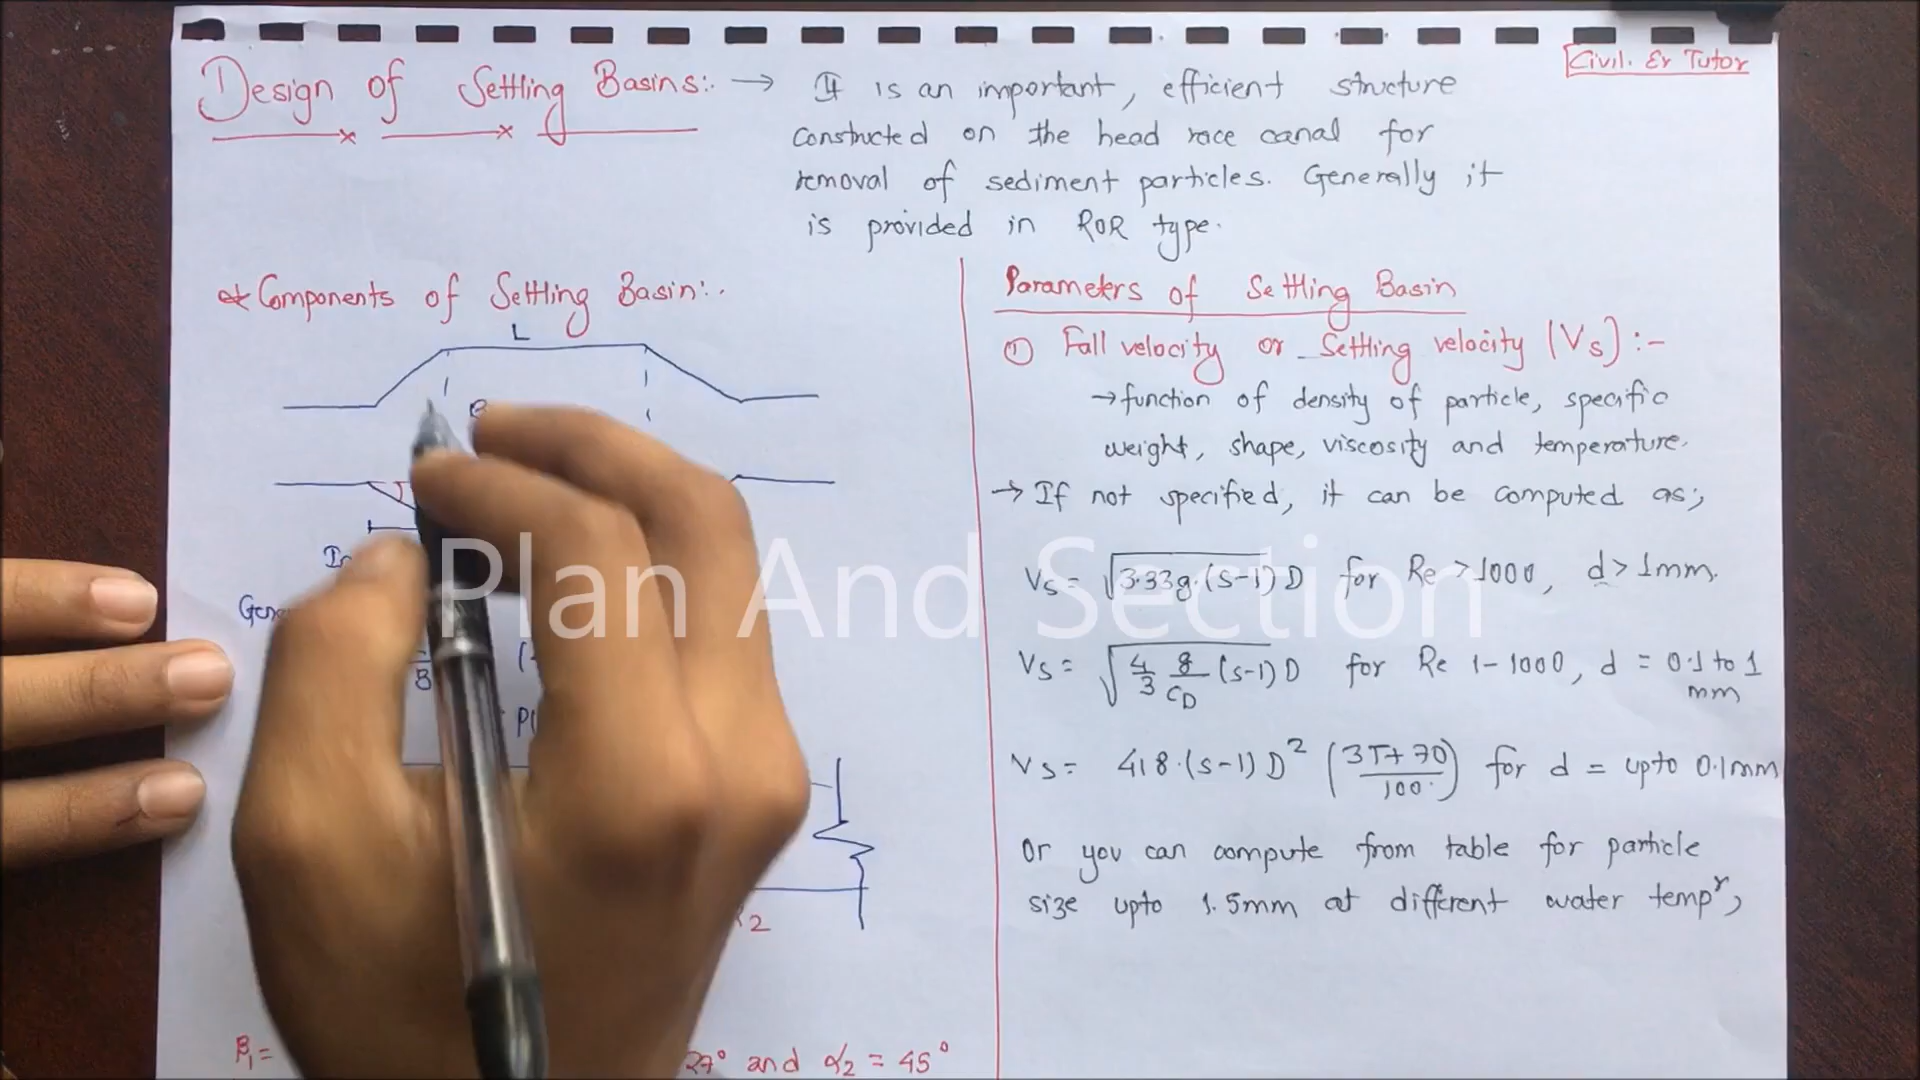 Civil. Er Tutor
Design of Settling Basins:. → It is an important, efficient structure
constructed on the head race canal for
removal of sediment particles. Generally it
is provided in ROR type.
* Components of Settling Basin:.
L
B
Plan And Section
2
β1=
27° and α2 = 45°
Parameters of Settling Basin
① Fall velocity or Settling velocity (Vs) :-
→ function of density of particle, specific
weight, shape, viscosity and temperature.
→ If not specified, it can be computed as;
Vs = √3.33g.(s-1)D for Re > 1000, d > 1mm.
Vs = √4/3 g/CD (s-1)D for Re 1-1000, d = 0.1 to 1 mm
Vs = 418.(s-1)D² (3T+70/100) for d = upto 0.1mm
Or you can compute from table for particle
size upto 1.5mm at different water tempr,